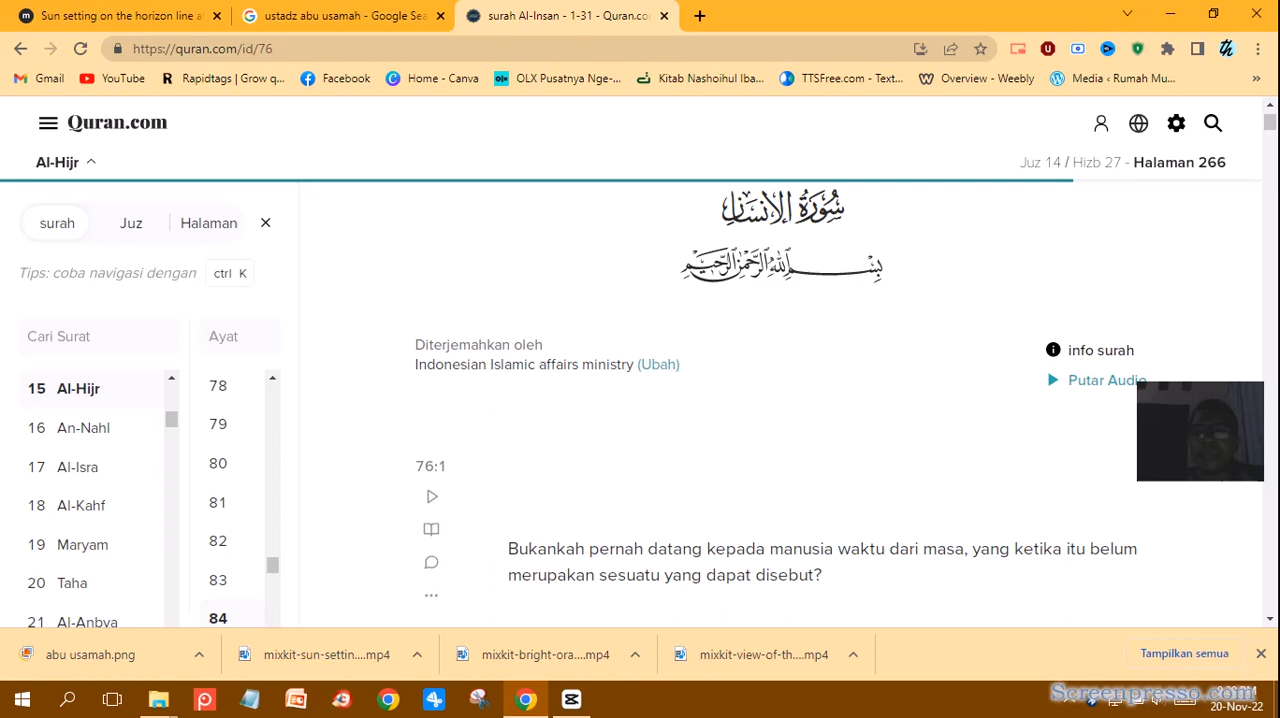 Sun setting on the horizon line a
ustadz abu usamah - Google Sea
surah Al-Insan - 1-31 - Quran.co
https://quran.com/id/76
Gmail
YouTube
Rapidtags | Grow q...
Facebook
Home - Canva
OLX Pusatnya Nge-...
Kitab Nashoihul Iba...
TTSFree.com - Text...
Overview - Weebly
Media ‹ Rumah Mu...
Quran.com
Al-Hijr
Juz 14 / Hizb 27 - Halaman 266
surah
Juz
Halaman
Tips: coba navigasi dengan ctrl K
Cari Surat
Ayat
15 Al-Hijr
16 An-Nahl
17 Al-Isra
18 Al-Kahf
19 Maryam
20 Taha
21 Al-Anbya
78
79
80
81
82
83
84
سُورَةُ الإِنسَانِ
بِسْمِ اللَّهِ الرَّحْمَٰنِ الرَّحِيمِ
Diterjemahkan oleh
Indonesian Islamic affairs ministry (Ubah)
info surah
Putar Audio
76:1
Bukankah pernah datang kepada manusia waktu dari masa, yang ketika itu belum
merupakan sesuatu yang dapat disebut?
abu usamah.png
mixkit-sun-settin....mp4
mixkit-bright-ora....mp4
mixkit-view-of-th....mp4
Tampilkan semua
Screenpresso.com
20-Nov-22